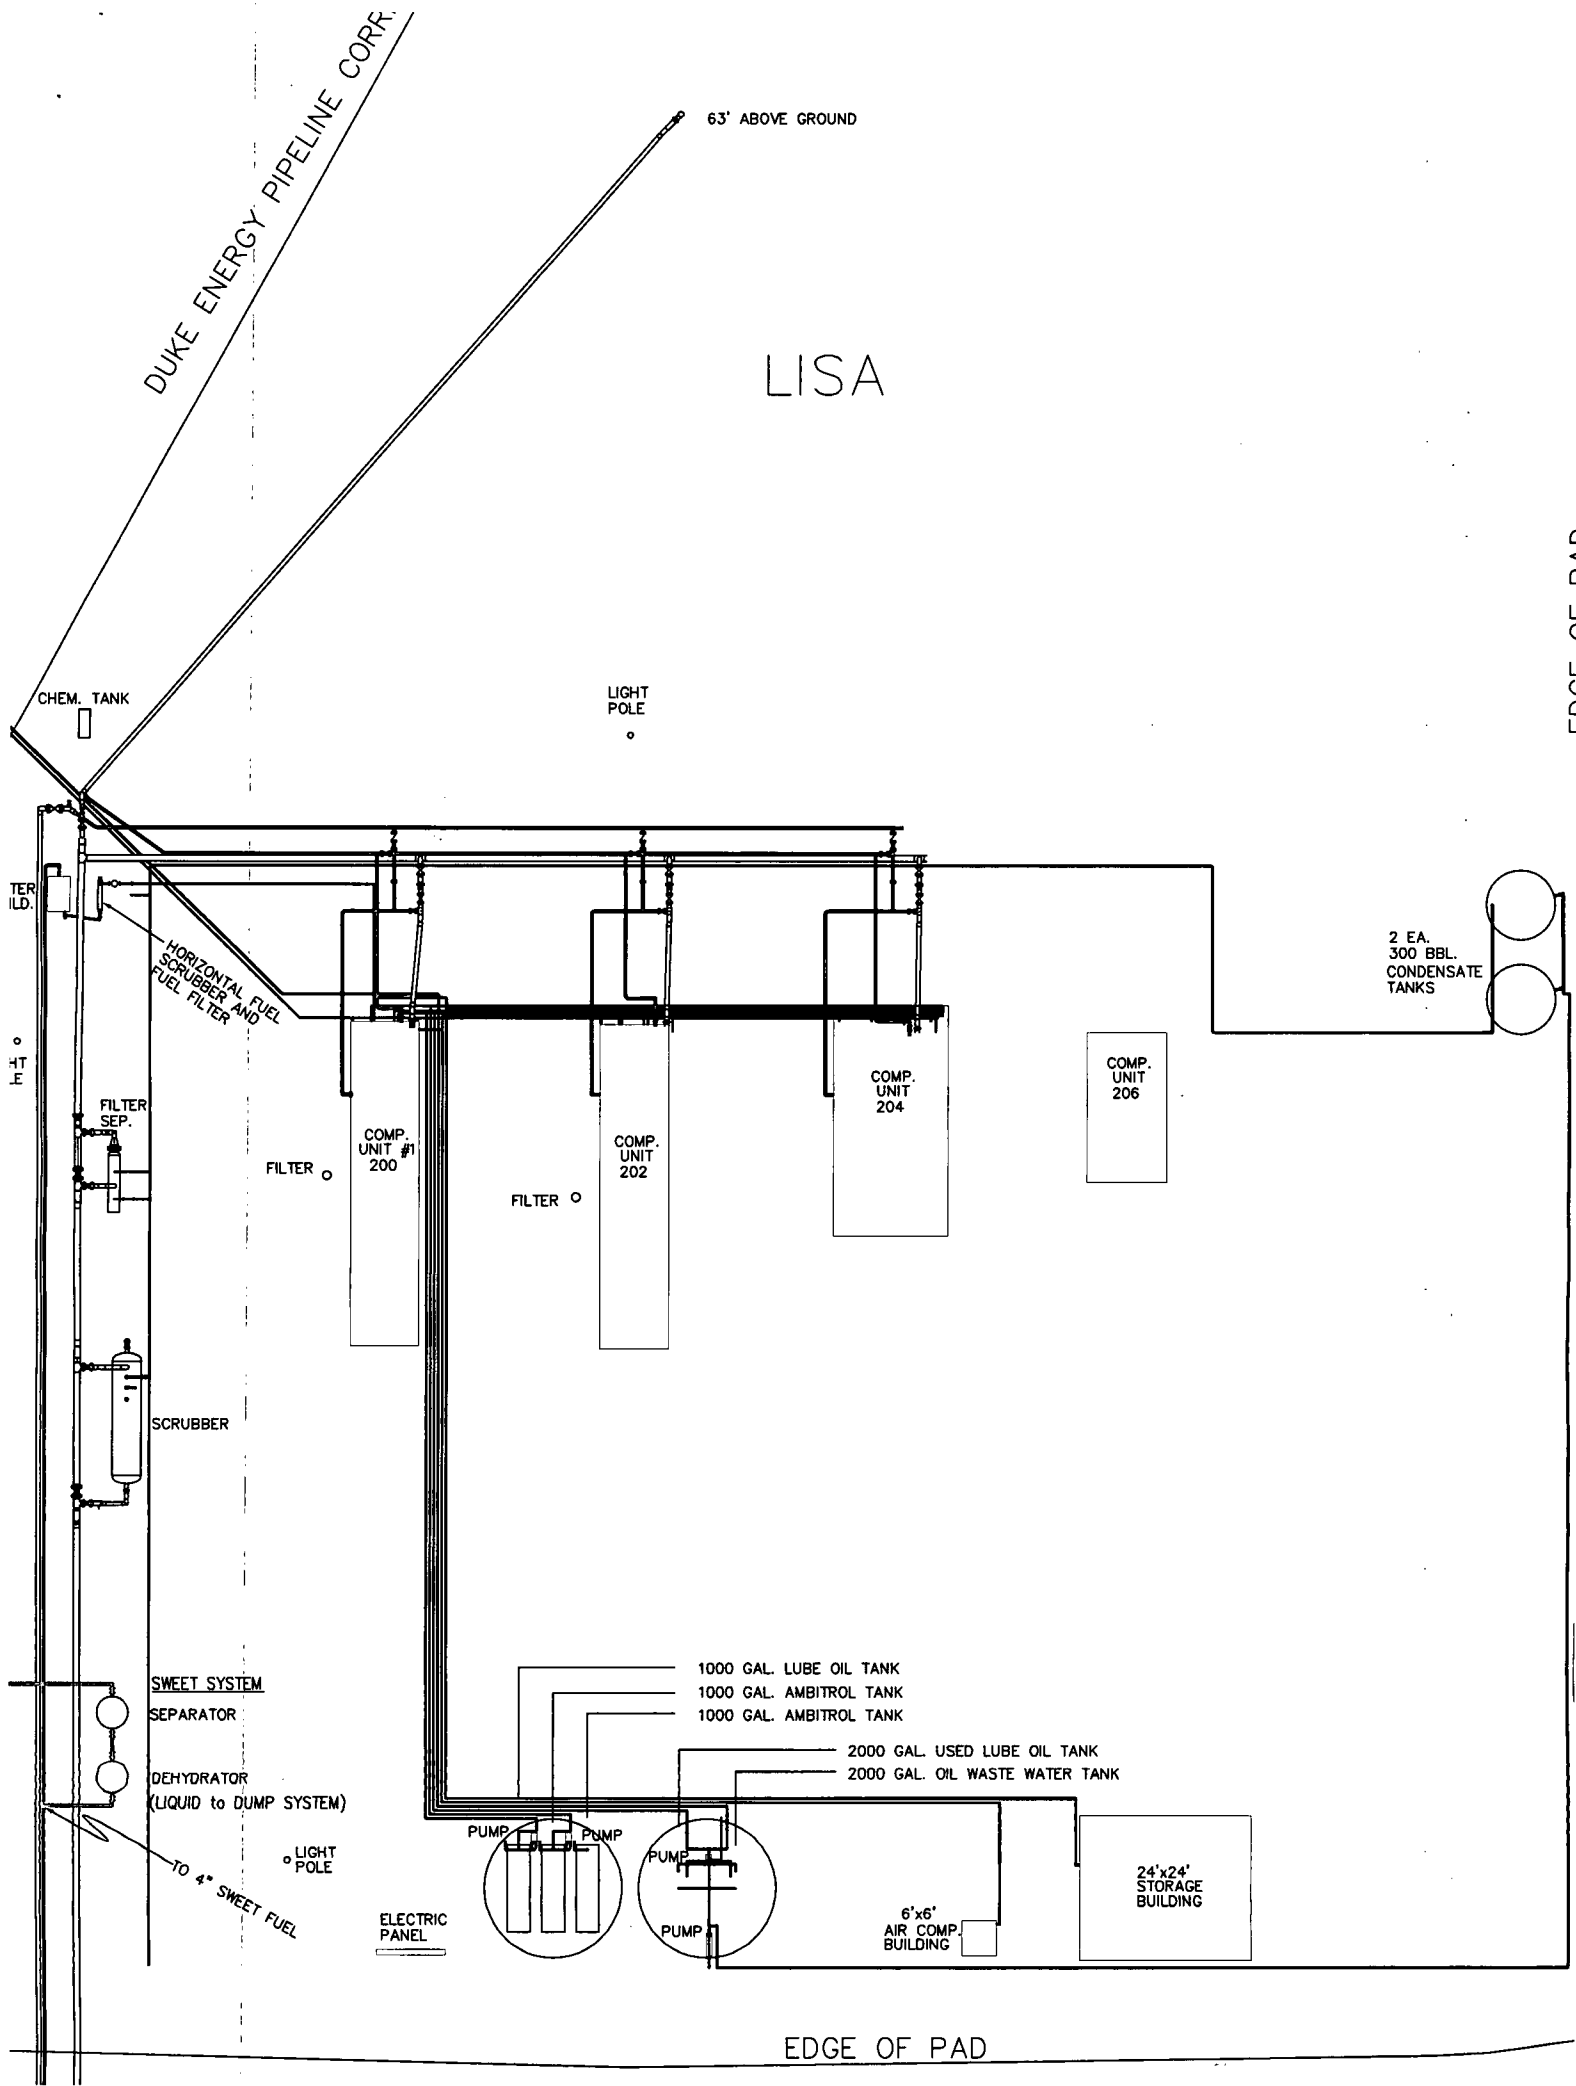 DUKE ENERGY PIPELINE CORR.
63' ABOVE GROUND
LISA
EDGE OF PAD
CHEM. TANK
LIGHT
POLE
TER
ILD.
HORIZONTAL FUEL
SCRUBBER AND
FUEL FILTER
2 EA.
300 BBL.
CONDENSATE
TANKS
HT
LE
FILTER
SEP.
COMP.
UNIT #1
200
COMP.
UNIT
202
COMP.
UNIT
204
COMP.
UNIT
206
FILTER
FILTER
SCRUBBER
SWEET SYSTEM
SEPARATOR
DEHYDRATOR
(LIQUID to DUMP SYSTEM)
1000 GAL. LUBE OIL TANK
1000 GAL. AMBITROL TANK
1000 GAL. AMBITROL TANK
2000 GAL. USED LUBE OIL TANK
2000 GAL. OIL WASTE WATER TANK
PUMP
PUMP
PUMP
PUMP
LIGHT
POLE
TO 4" SWEET FUEL
ELECTRIC
PANEL
6'x6'
AIR COMP.
BUILDING
24'x24'
STORAGE
BUILDING
EDGE OF PAD